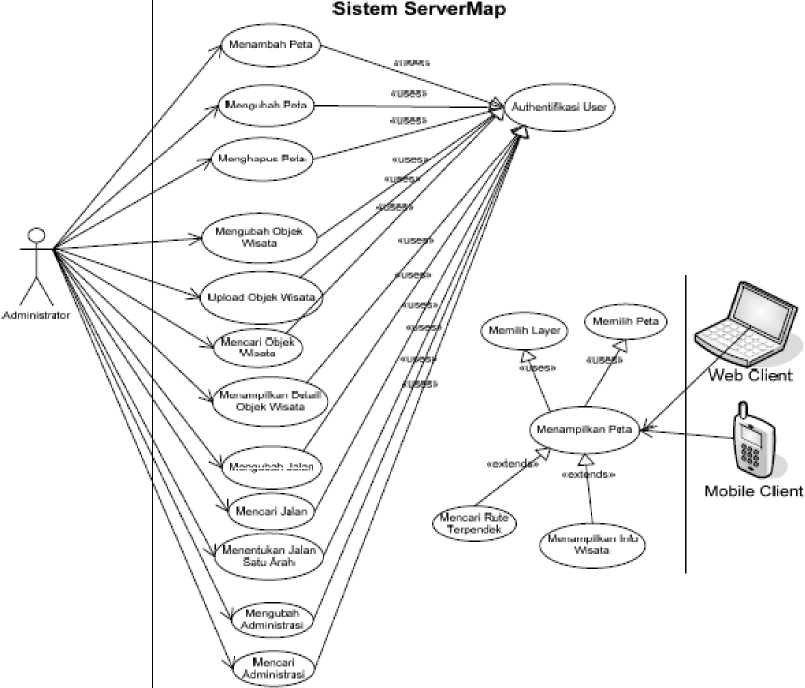 Sistem ServerMap
Menambah Peta
«uses»
Mengubah Peta
«uses»
Authentifikasi User
«uses»
Menghapus Peta
«uses»
«uses»
«uses»
Mengubah Objek
Wisata
«uses»
Administrator
Upload Objek Wisata
«uses»
«uses»
Mencari Objek
Wisata
«uses»
«uses»
«uses»
Menampilkan Detail
Objek Wisata
Mengubah Jalan
Mencari Jalan
Menentukan Jalan
Satu Arah
Mengubah
Administrasi
Mencari
Administrasi
Memilih Layer
Memilih Peta
«uses»
«uses»
Web Client
Menampilkan Peta
«extends»
«extends»
Mobile Client
Mencari Rute
Terpendek
Menampilkan Info
Wisata